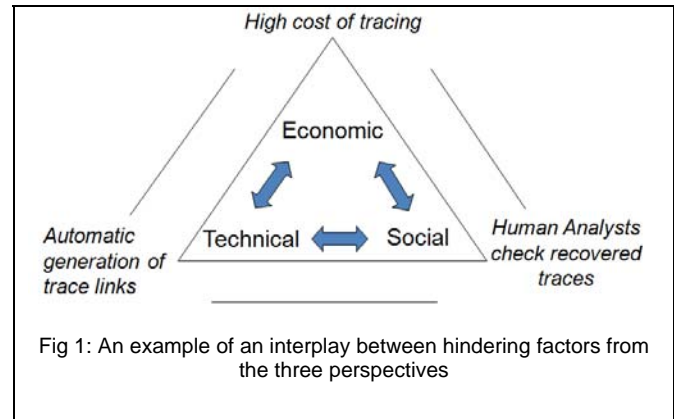 High cost of tracing
Economic
Technical
Social
Automatic
generation of
trace links
Human Analysts
check recovered
traces
Fig 1: An example of an interplay between hindering factors from
the three perspectives